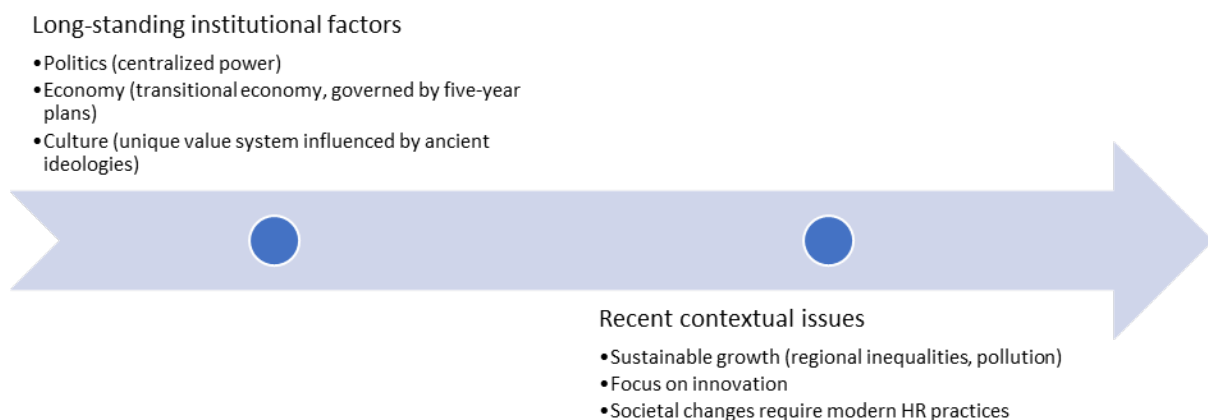 Long-standing institutional factors
•Politics (centralized power)
•Economy (transitional economy, governed by five-year
plans)
•Culture (unique value system influenced by ancient
ideologies)
Recent contextual issues
•Sustainable growth (regional inequalities, pollution)
•Focus on innovation
•Societal changes require modern HR practices